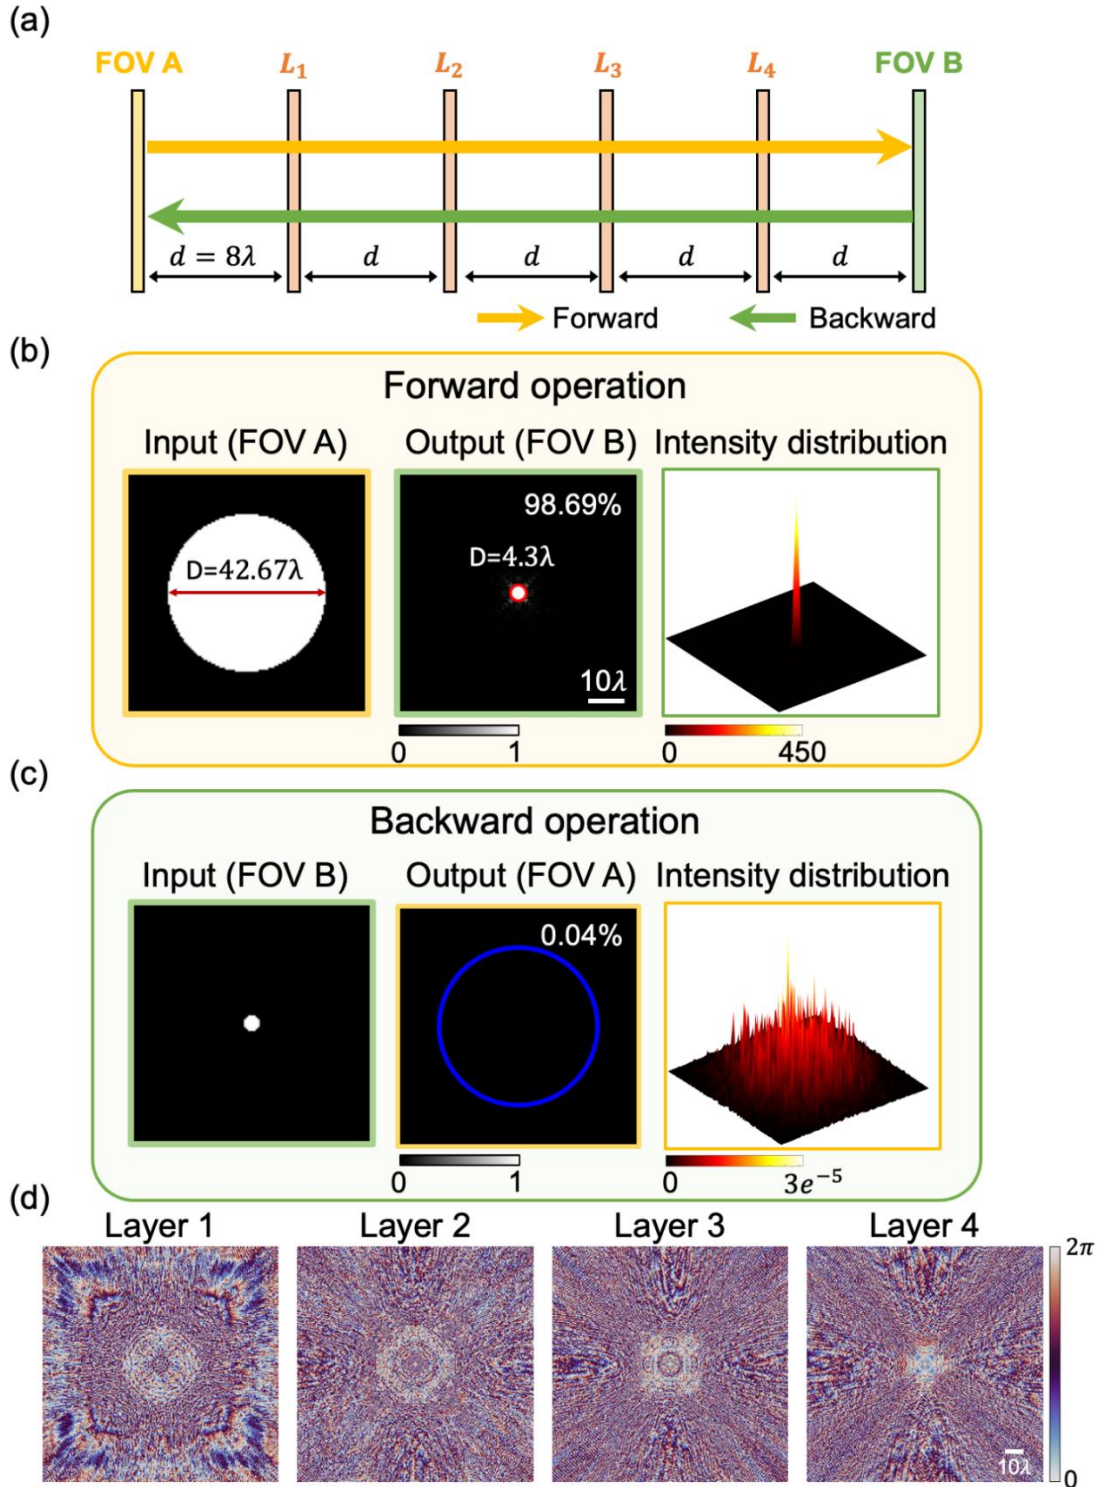 (a)
FOV A L₁ L₂ L₃ L₄ FOV B
d = 8λ d d d d
Forward Backward
(b)
Forward operation
Input (FOV A) Output (FOV B) Intensity distribution
98.69%
D=42.67λ D=4.3λ
10λ
0 1 0 450
(c)
Backward operation
Input (FOV B) Output (FOV A) Intensity distribution
0.04%
0 1 0 3e⁻⁵
(d)
Layer 1 Layer 2 Layer 3 Layer 4
2π
10λ
0